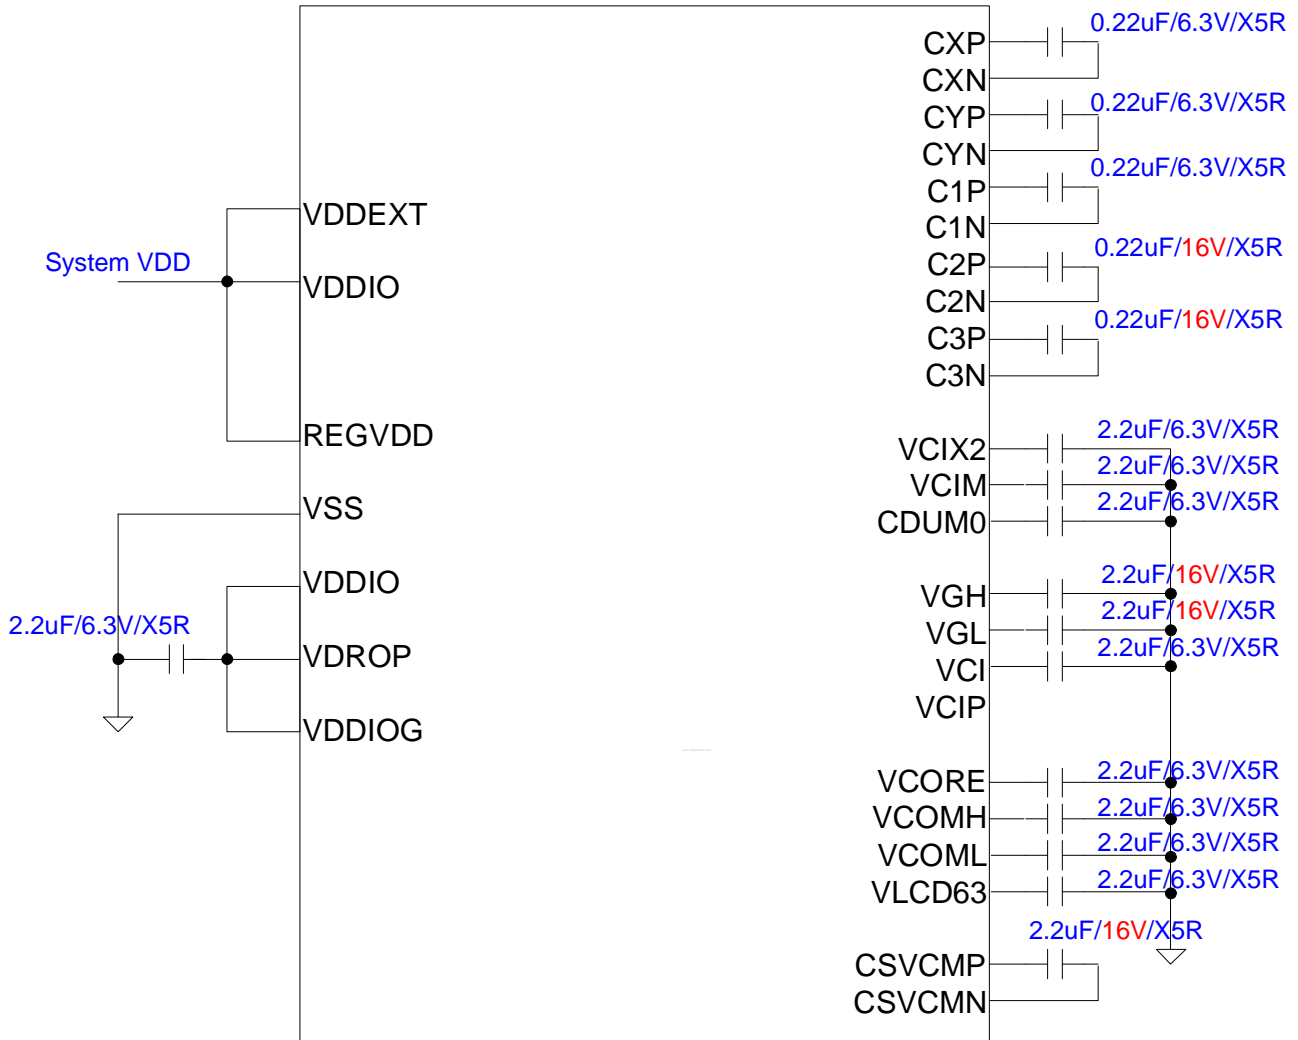 0.22uF/6.3V/X5R
CXP
CXN
0.22uF/6.3V/X5R
CYP
CYN
0.22uF/6.3V/X5R
C1P
C1N
VDDEXT
0.22uF/16V/X5R
System VDD
C2P
VDDIO
C2N
0.22uF/16V/X5R
C3P
C3N
2.2uF/6.3V/X5R
REGVDD
VCIX2
2.2uF/6.3V/X5R
VCIM
2.2uF/6.3V/X5R
VSS
CDUM0
2.2uF/16V/X5R
VDDIO
VGH
2.2uF/16V/X5R
2.2uF/6.3V/X5R
VGL
2.2uF/6.3V/X5R
VDROP
VCI
VCIP
VDDIOG
2.2uF/6.3V/X5R
VCORE
2.2uF/6.3V/X5R
VCOMH
2.2uF/6.3V/X5R
VCOML
2.2uF/6.3V/X5R
VLCD63
2.2uF/16V/X5R
CSVCMP
CSVCMN